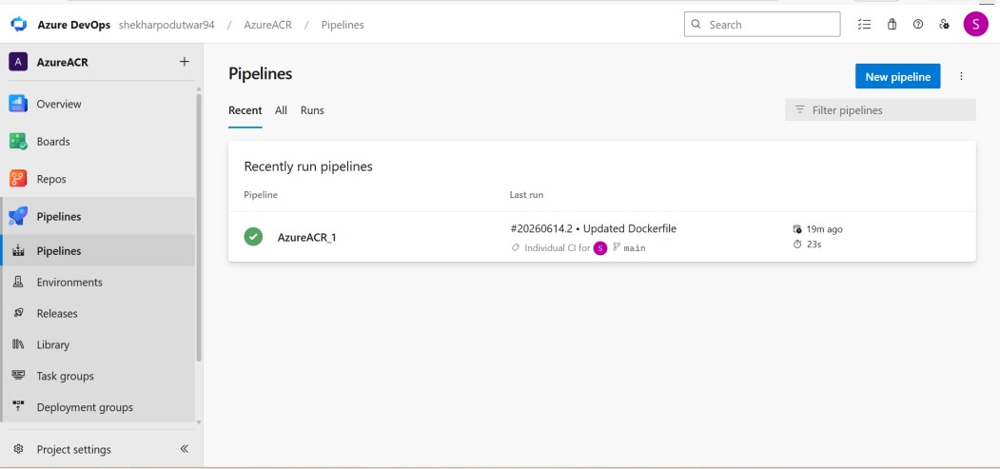 Azure DevOps shekharpodutwar94 / AzureACR / Pipelines
Search
S
A AzureACR +
Overview
Boards
Repos
Pipelines
Pipelines
Environments
Releases
Library
Task groups
Deployment groups
Project settings
Pipelines
New pipeline
Recent All Runs
Filter pipelines
Recently run pipelines
Pipeline Last run
AzureACR_1
#20260614.2 • Updated Dockerfile
Individual CI for S main
19m ago
23s